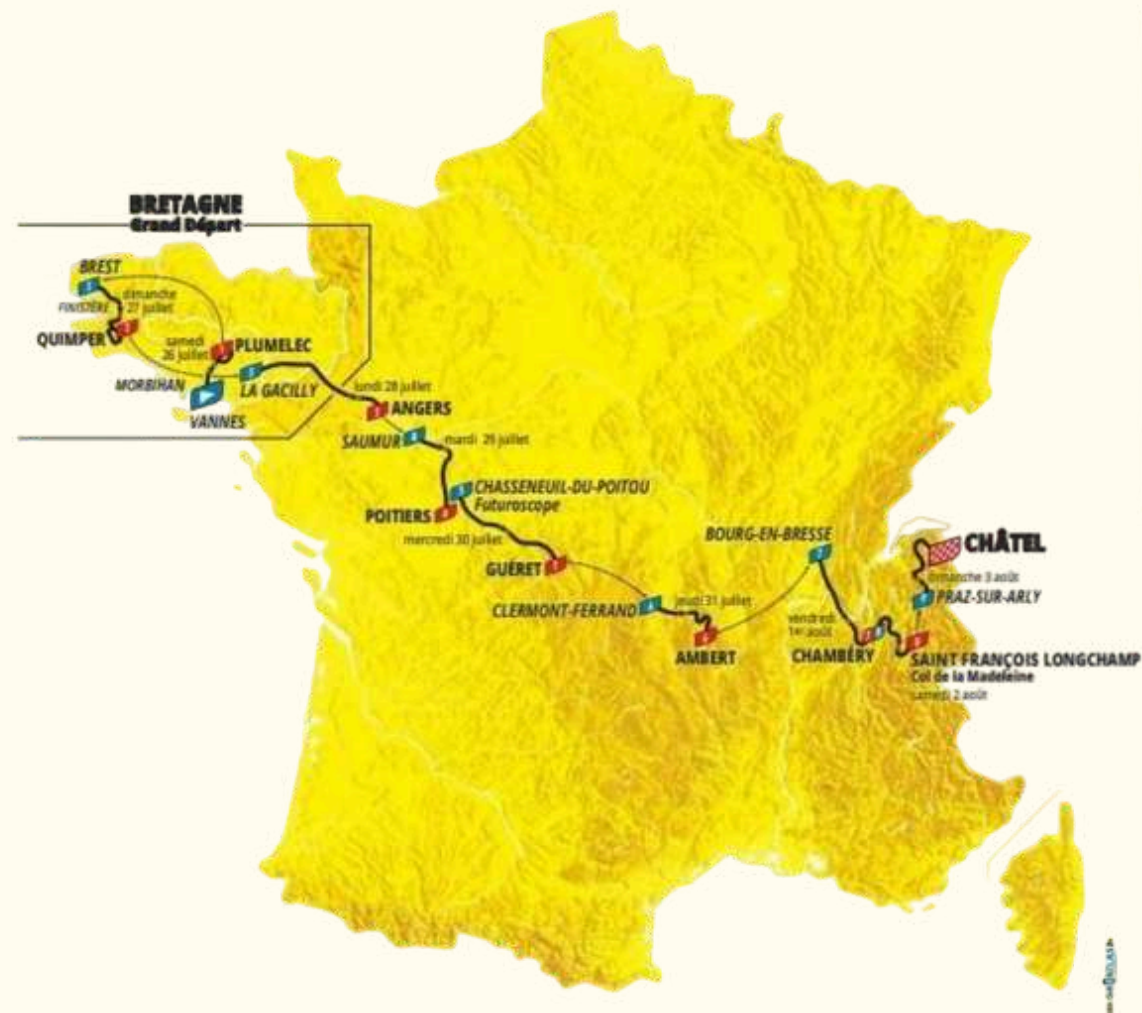 BRETAGNE
Grand Départ
BREST
1
dimanche
27 juillet
FINISTÈRE
QUIMPER
samedi
26 juillet
PLUMELEC
MORBIHAN
LA GACILLY
VANNES
lundi 28 juillet
ANGERS
SAUMUR
mardi 29 juillet
CHASSENEUIL-DU-POITOU
Futuroscope
POITIERS
mercredi 30 juillet
GUÉRET
BOURG-EN-BRESSE
CHÂTEL
dimanche 3 août
PRAZ-SUR-ARLY
CLERMONT-FERRAND
jeudi 31 juillet
AMBERT
vendredi
1er août
CHAMBÉRY
SAINT FRANÇOIS LONGCHAMP
Col de la Madeleine
samedi 2 août